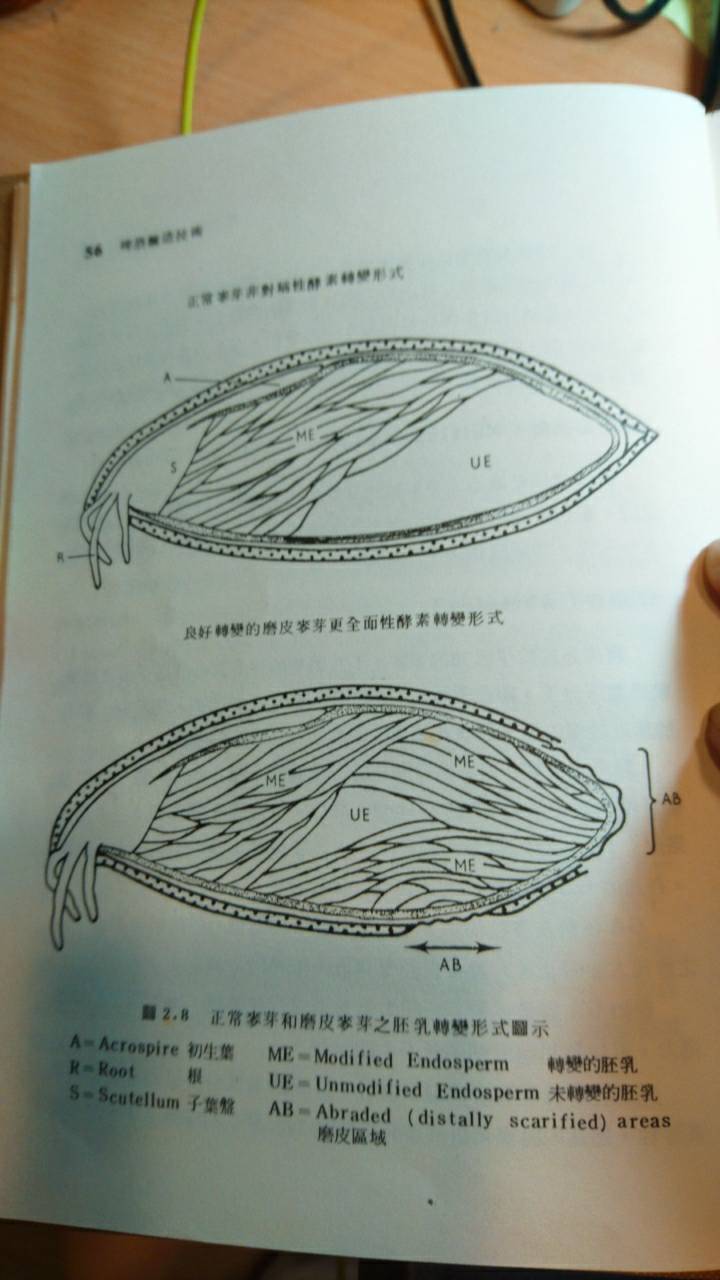 56 啤酒釀造技術
正常麥芽非對稱性酵素轉變形式
A
ME
S
UE
R
良好轉變的磨皮麥芽更全面性酵素轉變形式
ME
ME
UE
AB
ME
AB
圖2.8 正常麥芽和磨皮麥芽之胚乳轉變形式圖示
A=Acrospire 初生葉 ME=Modified Endosperm 轉變的胚乳
R=Root 根 UE=Unmodified Endosperm 未轉變的胚乳
S=Scutellum 子葉盤 AB=Abraded (distally scarified) areas
磨皮區域